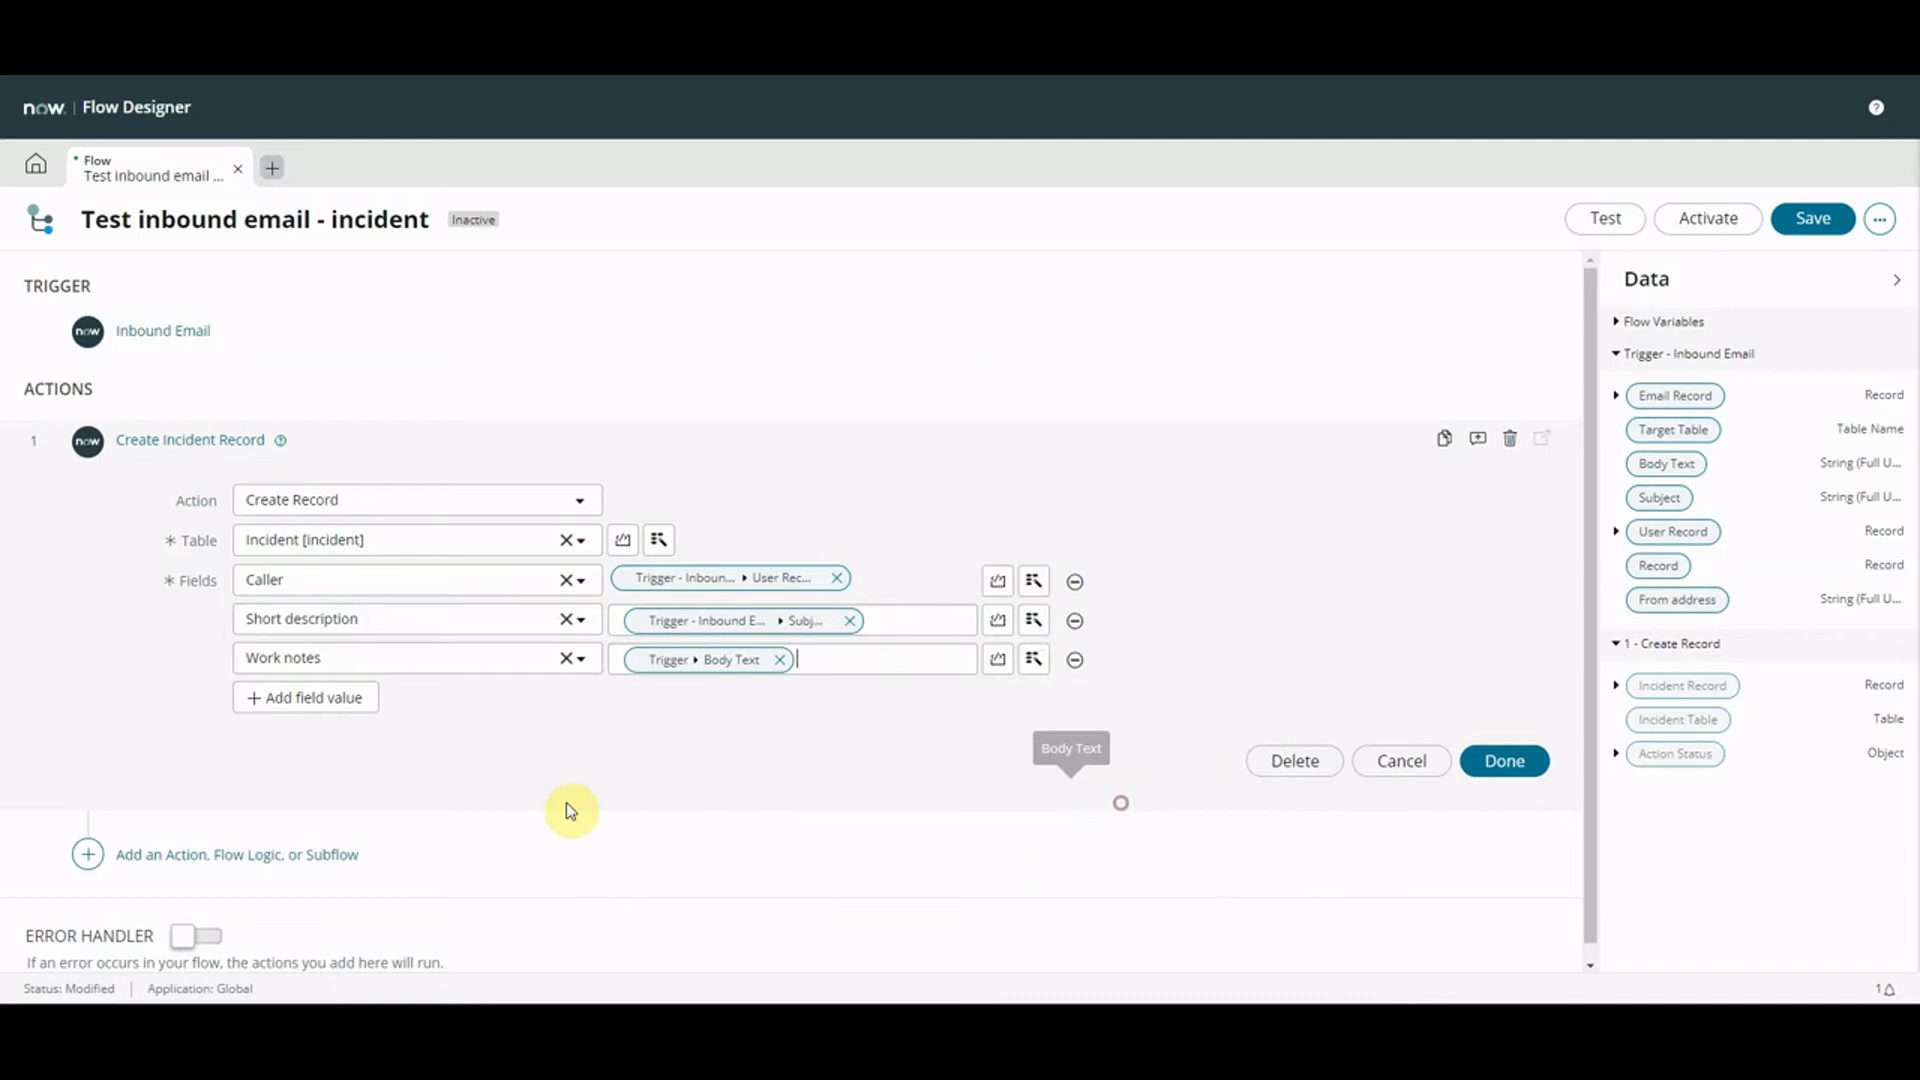 now. | Flow Designer
Flow
Test inbound email ...
Test inbound email - incident
Inactive
Test
Activate
Save
TRIGGER
now
Inbound Email
ACTIONS
1
now
Create Incident Record
Action
Create Record
* Table
Incident [incident]
* Fields
Caller
Trigger - Inboun... ▸ User Rec...
Short description
Trigger - Inbound E... ▸ Subj...
Work notes
Trigger ▸ Body Text
+ Add field value
Body Text
Delete
Cancel
Done
Add an Action, Flow Logic, or Subflow
ERROR HANDLER
If an error occurs in your flow, the actions you add here will run.
Status: Modified | Application: Global
1
Data
Flow Variables
Trigger - Inbound Email
Email Record Record
Target Table Table Name
Body Text String (Full U...
Subject String (Full U...
User Record Record
Record Record
From address String (Full U...
1 - Create Record
Incident Record Record
Incident Table Table
Action Status Object